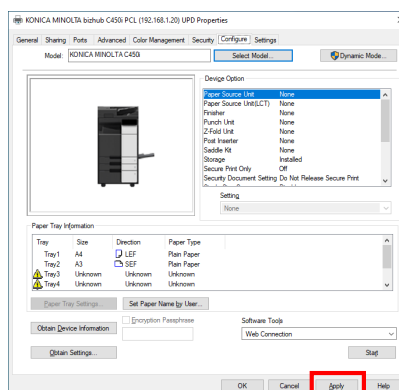 KONICA MINOLTA bizhub C450i PCL (192.168.1.20) UPD Properties
General Sharing Ports Advanced Color Management Security Configure Settings
Model: KONICA MINOLTA C450i Select Model... Dynamic Mode...
Device Option
Paper Source Unit None
Paper Source Unit(LCT) None
Finisher None
Punch Unit None
Z-Fold Unit None
Post Inserter None
Saddle Kit None
Storage Installed
Secure Print Only Off
Security Document Setting Do Not Release Secure Print
Setting
None
Paper Tray Information
Tray Size Direction Paper Type
Tray1 A4 LEF Plain Paper
Tray2 A3 SEF Plain Paper
Tray3 Unknown Unknown Unknown
Tray4 Unknown Unknown Unknown
Paper Tray Settings... Set Paper Name by User...
Obtain Device Information Encryption Passphrase Software Tools
Web Connection
Obtain Settings... Start
OK Cancel Apply Help